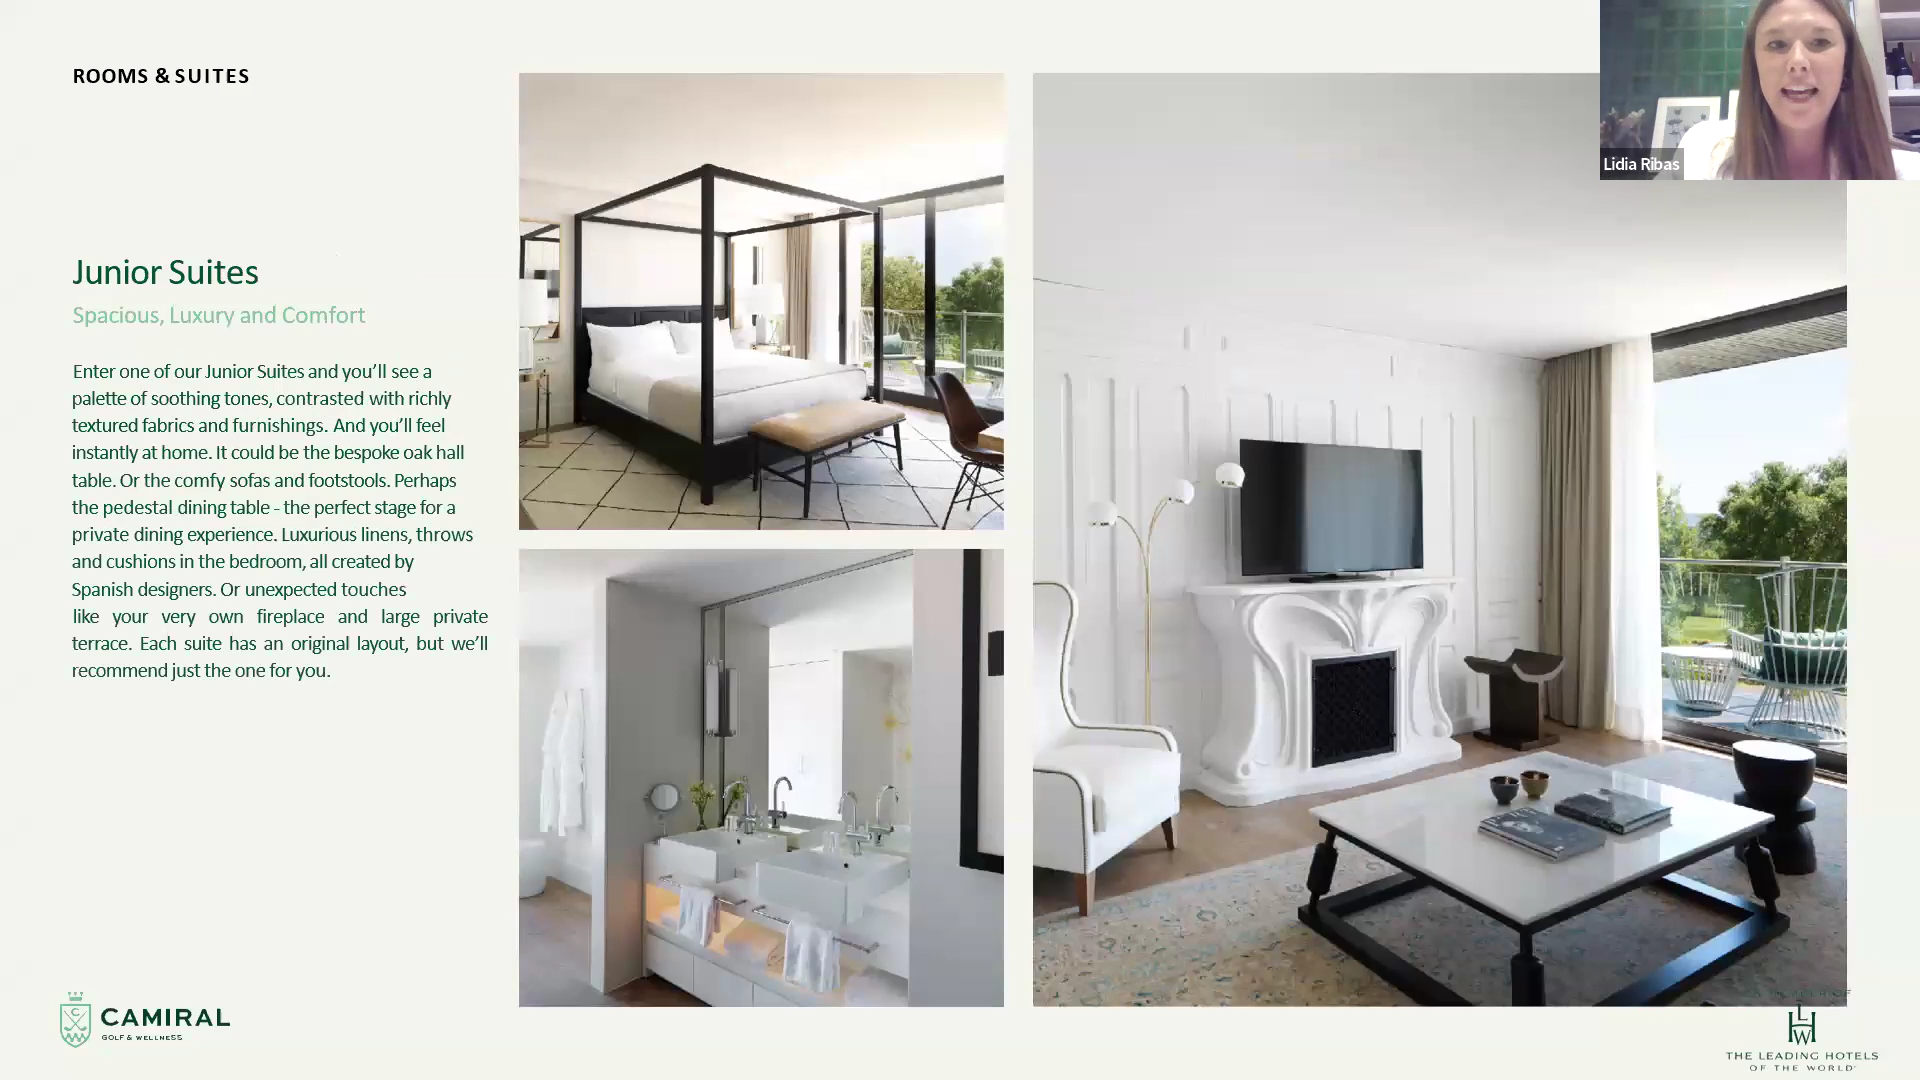 ROOMS & SUITES
Lidia Ribas
Junior Suites
Spacious, Luxury and Comfort
Enter one of our Junior Suites and you’ll see a
palette of soothing tones, contrasted with richly
textured fabrics and furnishings. And you’ll feel
instantly at home. It could be the bespoke oak hall
table. Or the comfy sofas and footstools. Perhaps
the pedestal dining table - the perfect stage for a
private dining experience. Luxurious linens, throws
and cushions in the bedroom, all created by
Spanish designers. Or unexpected touches
like your very own fireplace and large private
terrace. Each suite has an original layout, but we’ll
recommend just the one for you.
CAMIRAL
GOLF & WELLNESS
LHW
THE LEADING HOTELS
OF THE WORLD